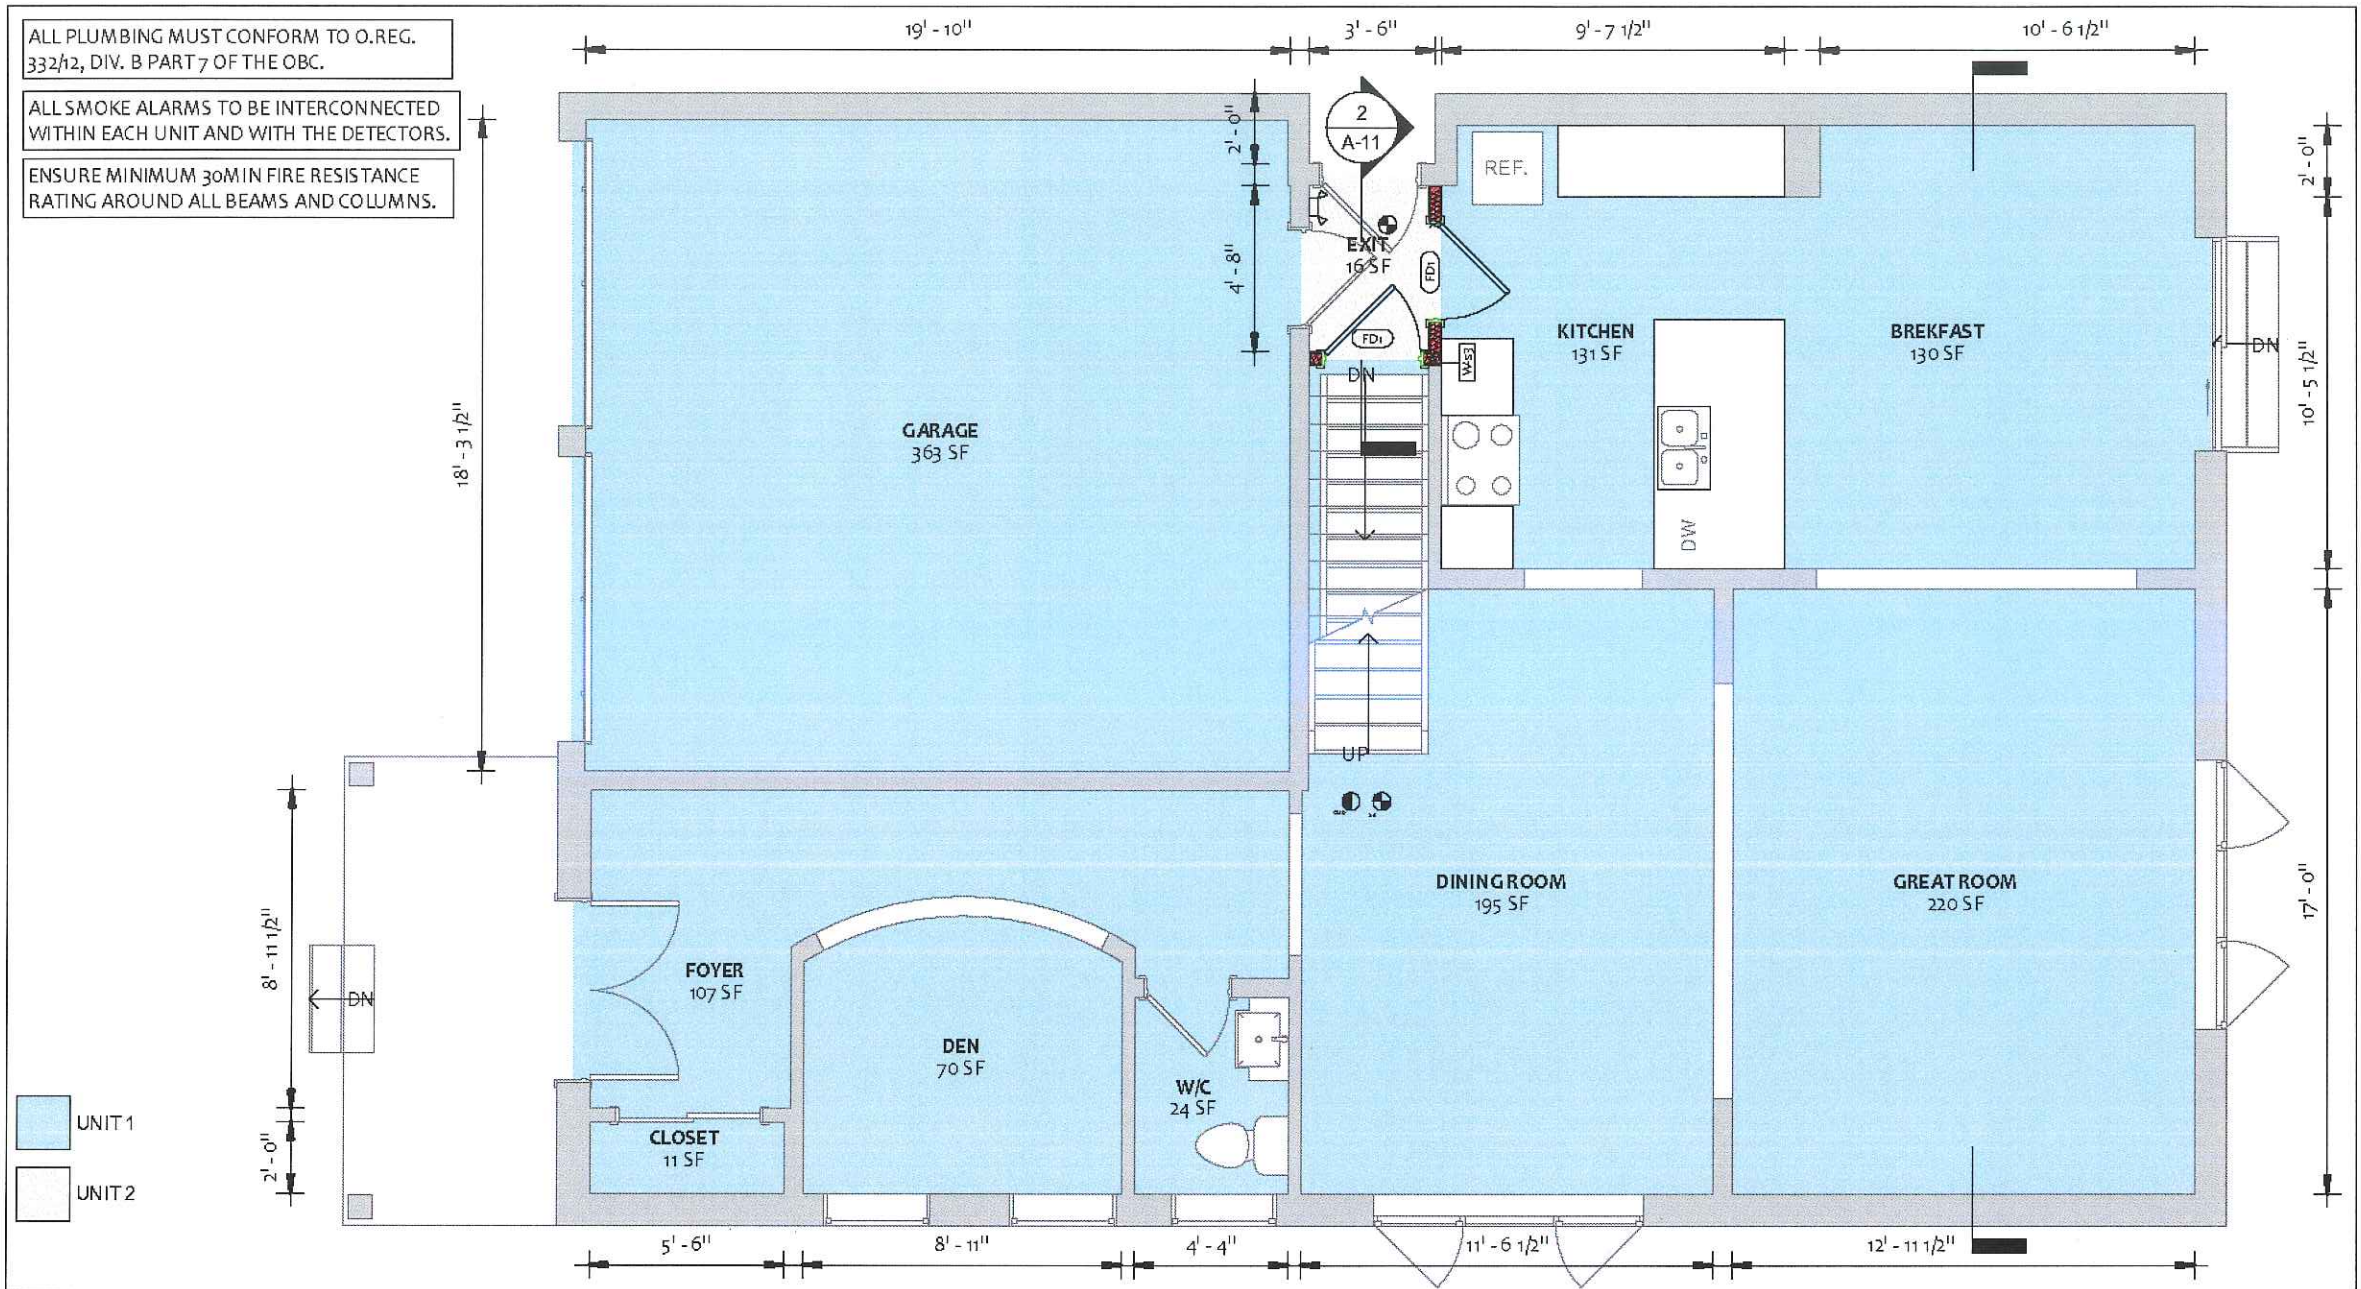 ALL PLUMBING MUST CONFORM TO O.REG.
332/12, DIV. B PART 7 OF THE OBC.
ALL SMOKE ALARMS TO BE INTERCONNECTED
WITHIN EACH UNIT AND WITH THE DETECTORS.
ENSURE MINIMUM 30MIN FIRE RESISTANCE
RATING AROUND ALL BEAMS AND COLUMNS.
19' - 10"
3' - 6"
9' - 7 1/2"
10' - 6 1/2"
2' - 0"
2
A-11
REF.
2' - 0"
4' - 8"
EXIT
16 SF
FD1
FD1
W-S3
KITCHEN
131 SF
BREKFAST
130 SF
DN
10' - 5 1/2"
DN
18' - 3 1/2"
GARAGE
363 SF
DW
UP
8' - 11 1/2"
DINING ROOM
195 SF
GREAT ROOM
220 SF
17' - 0"
DN
FOYER
107 SF
DEN
70 SF
W/C
24 SF
UNIT 1
CLOSET
11 SF
2' - 0"
UNIT 2
5' - 6"
8' - 11"
4' - 4"
11' - 6 1/2"
12' - 11 1/2"